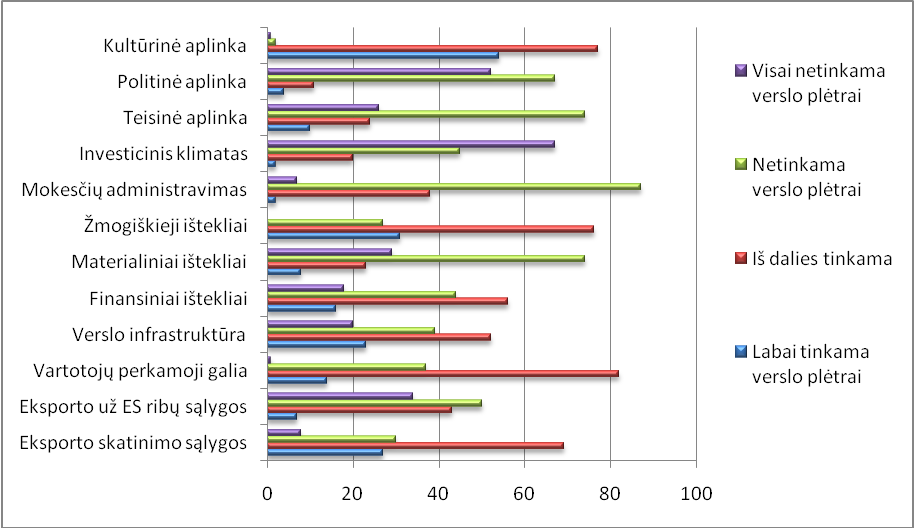 Kultūrinė aplinka
Politinė aplinka
Teisinė aplinka
Investicinis klimatas
Mokesčių administravimas
Žmogiškieji ištekliai
Materialiniai ištekliai
Finansiniai ištekliai
Verslo infrastruktūra
Vartotojų perkamoji galia
Eksporto už ES ribų sąlygos
Eksporto skatinimo sąlygos
0 20 40 60 80 100
Visai netinkama
verslo plėtrai
Netinkama
verslo plėtrai
Iš dalies tinkama
Labai tinkama
verslo plėtrai